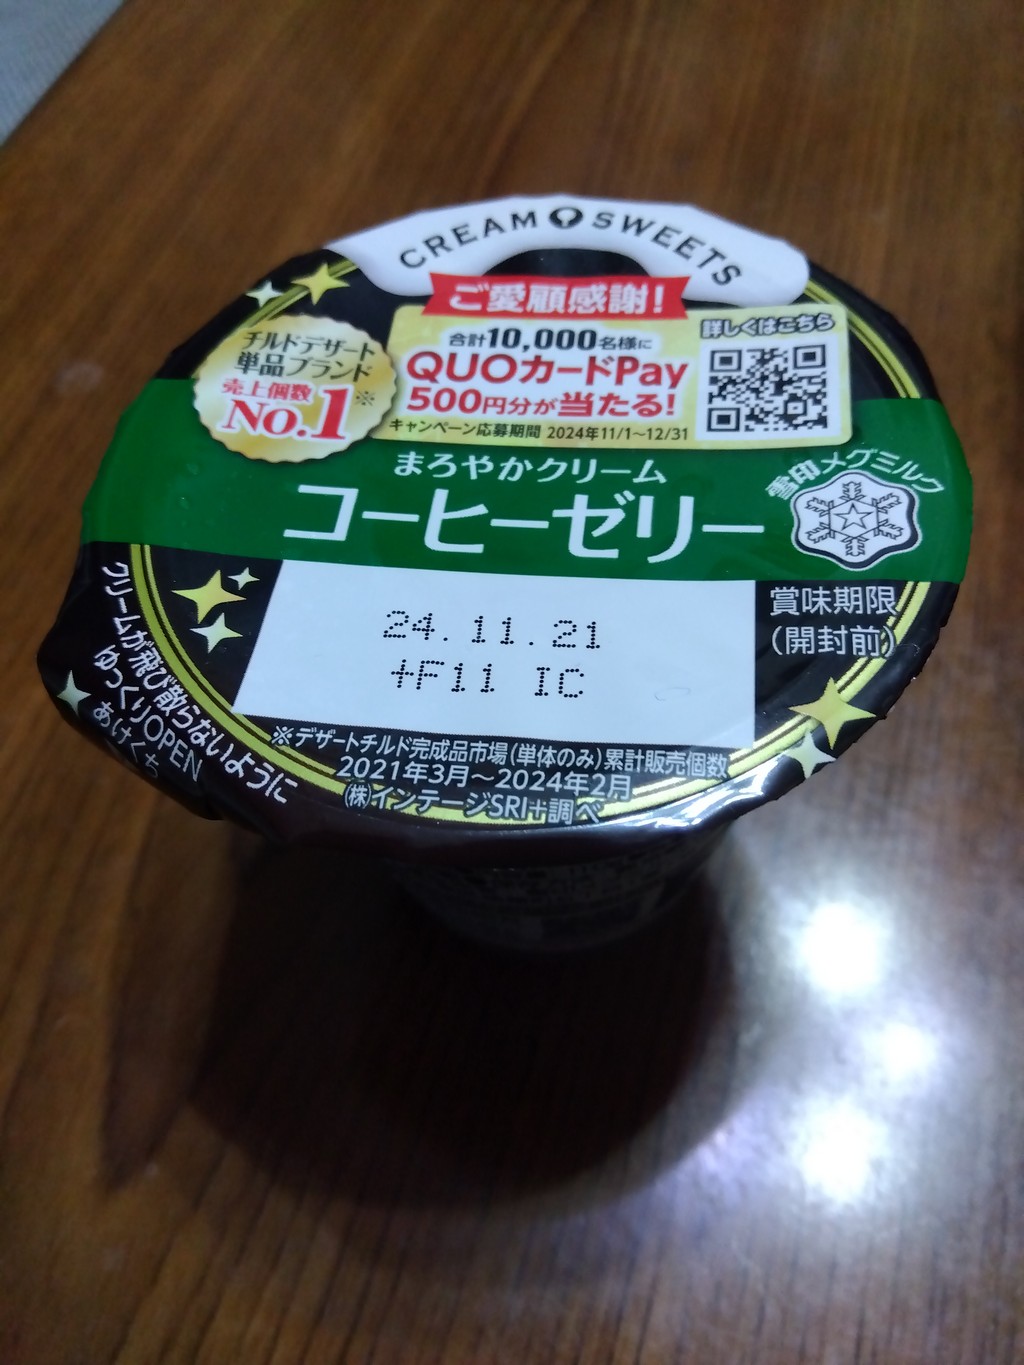 CREAM SWEETS
ご愛顧感謝!
合計10,000名様に
QUOカードPay
500円分が当たる!
キャンペーン応募期間 2024年11/1~12/31
詳しくはこちら
チルドデザート
単品ブランド
売上個数
No.1※
まろやかクリーム
コーヒーゼリー
雪印メグミルク
賞味期限
(開封前)
24.11.21
+F11 IC
クリームが飛び散らないように
ゆっくりOPEN
※デザートチルド完成品市場(単体のみ)累計販売個数
2021年3月~2024年2月
(株)インテージSRI+調べ